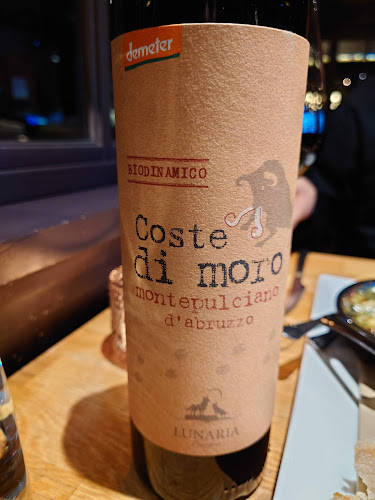 demeter
BIODINAMICO
Coste
di moro
montepulciano
d'abruzzo
LUNARIA